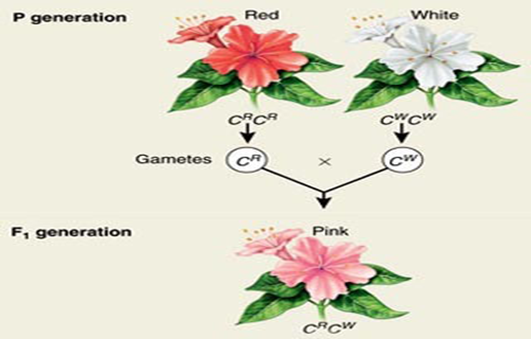 P generation Red White
CᴿCᴿ CᵂCᵂ
Gametes Cᴿ × Cᵂ
F₁ generation Pink
CᴿCᵂ